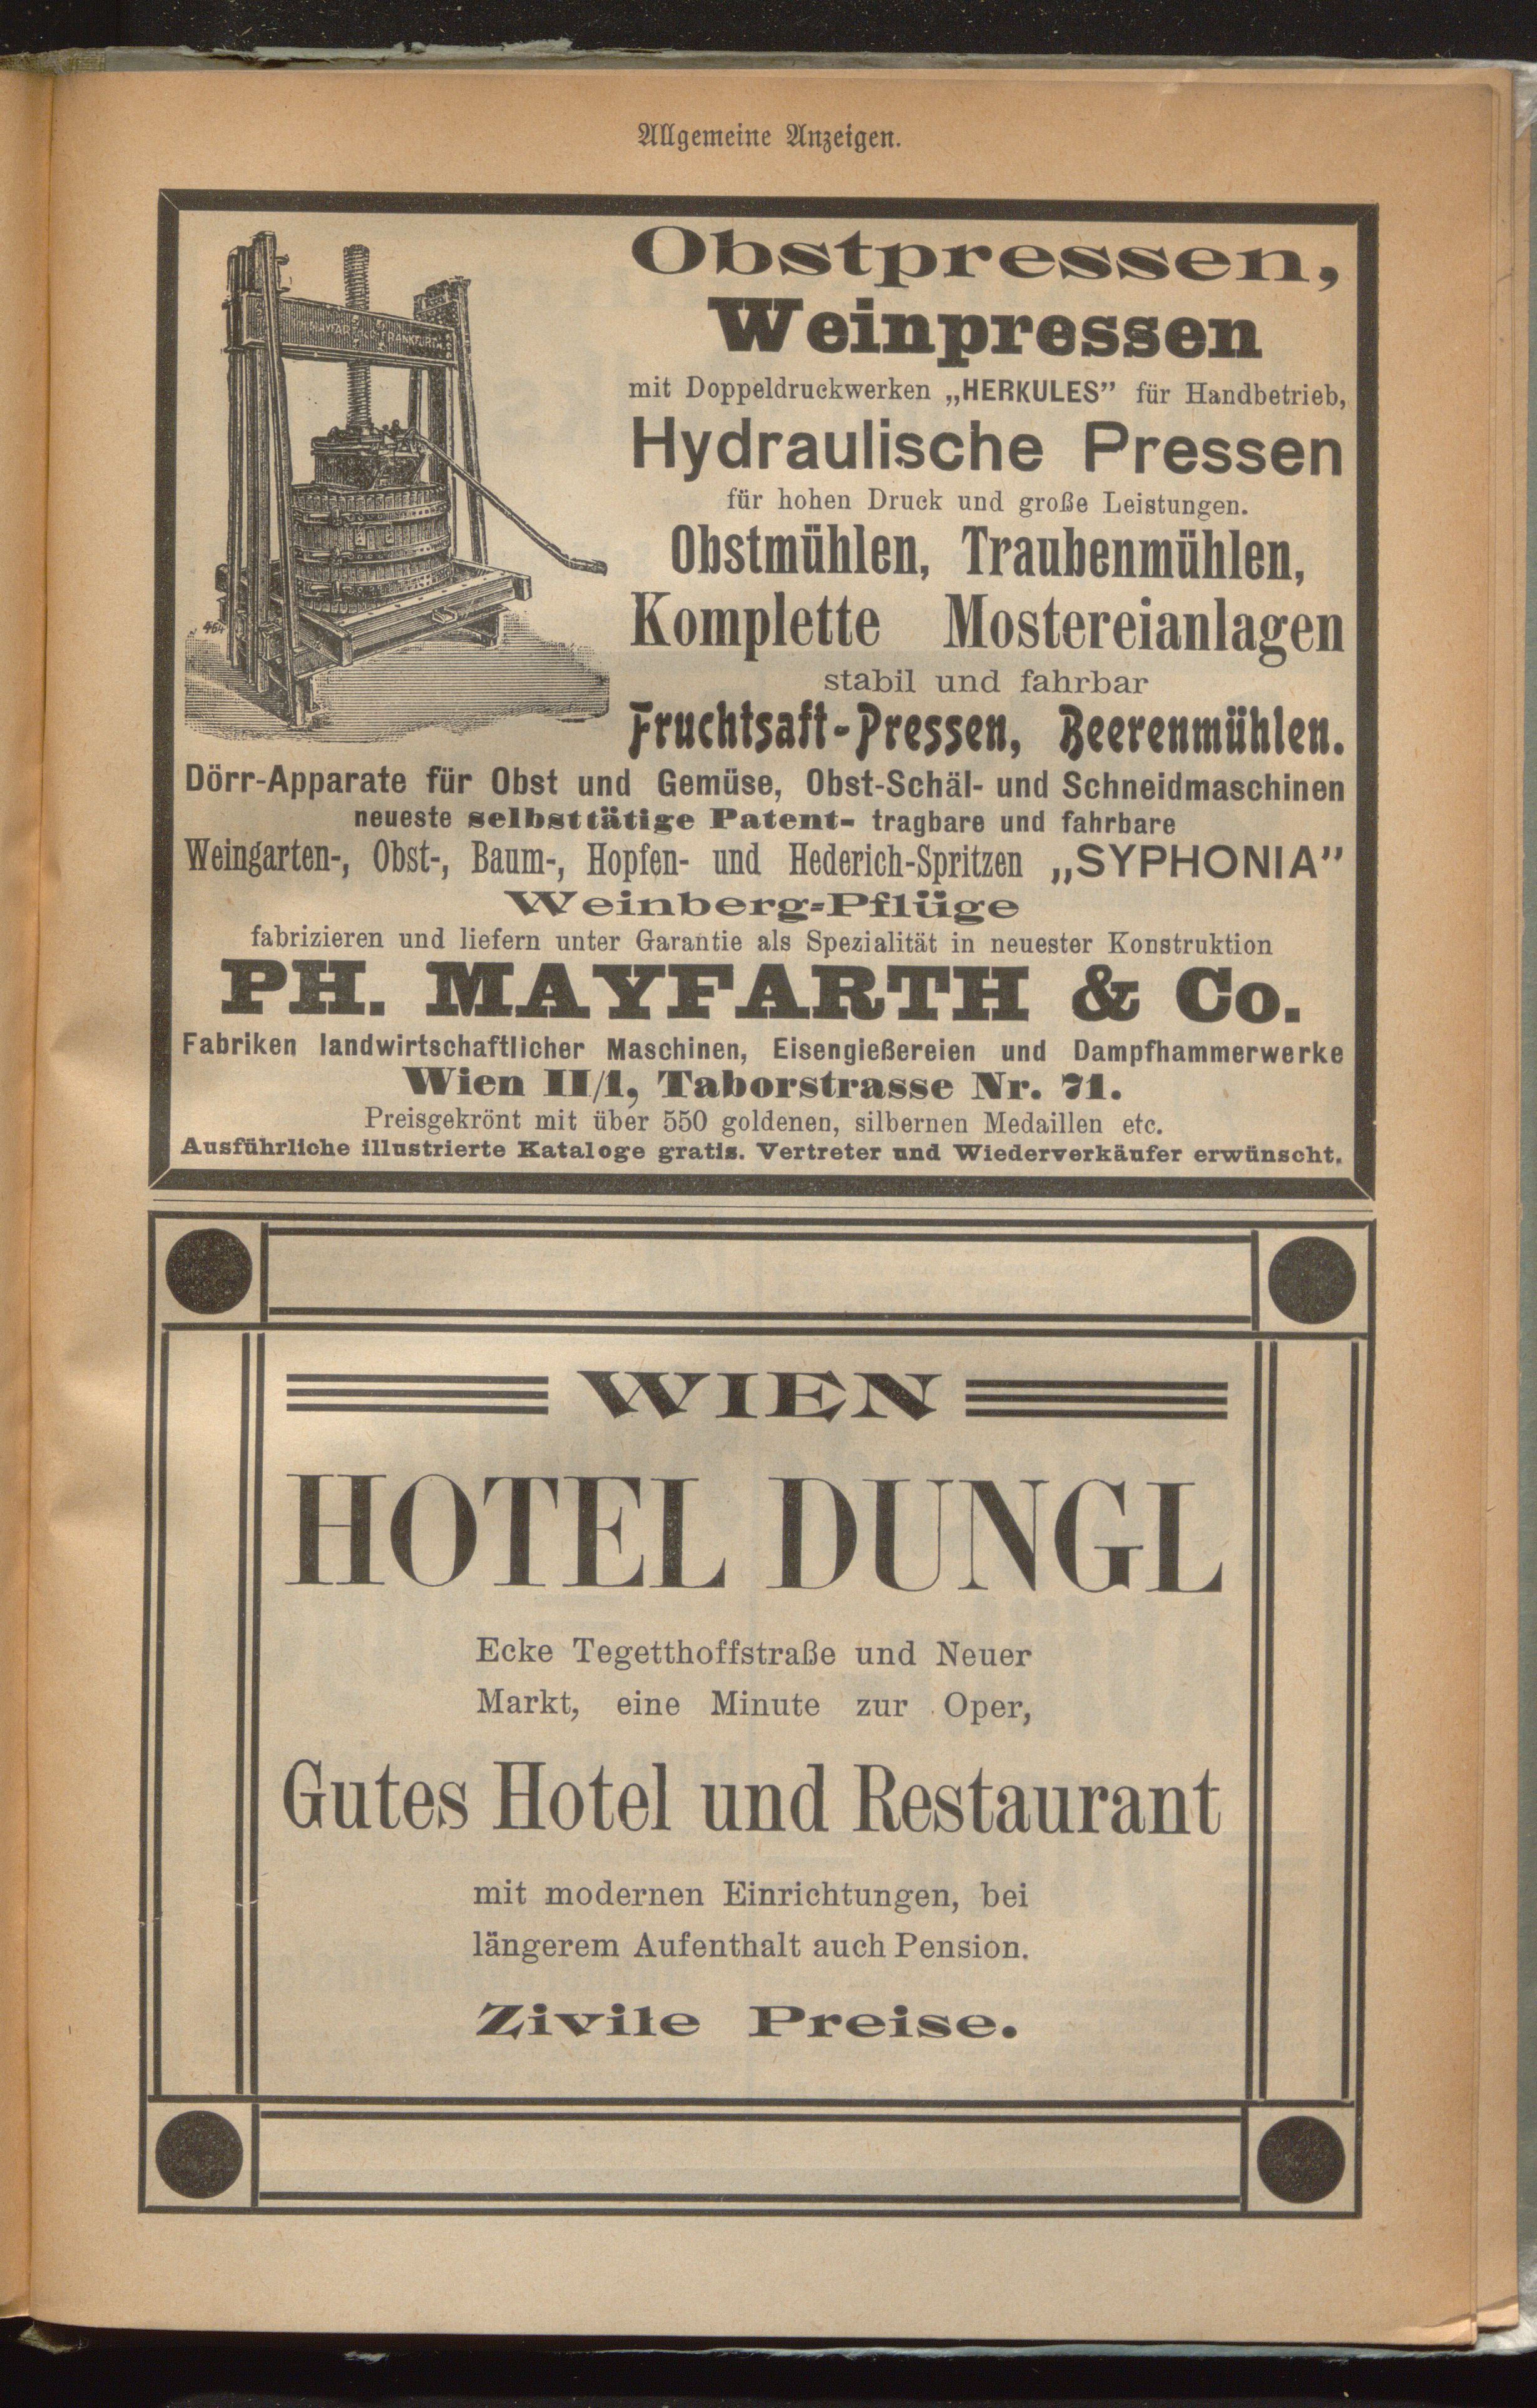 Allgemeine Anzeigen.
Obstpressen,
Weinpressen
mit Doppeldruckwerken „HERKULES” für Handbetrieb,
Hydraulische Pressen
für hohen Druck und große Leistungen.
Obstmühlen, Traubenmühlen,
Komplette Mostereianlagen
stabil und fahrbar
Fruchtsaft-Pressen, Beerenmühlen.
464
Dörr-Apparate für Obst und Gemüse, Obst-Schäl- und Schneidmaschinen
neueste selbsttätige Patent- tragbare und fahrbare
Weingarten-, Obst-, Baum-, Hopfen- und Hederich-Spritzen „SYPHONIA”
Weinberg-Pflüge
fabrizieren und liefern unter Garantie als Spezialität in neuester Konstruktion
PH. MAYFARTH & Co.
Fabriken landwirtschaftlicher Maschinen, Eisengießereien und Dampfhammerwerke
Wien II/1, Taborstrasse Nr. 71.
Preisgekrönt mit über 550 goldenen, silbernen Medaillen etc.
Ausführliche illustrierte Kataloge gratis. Vertreter und Wiederverkäufer erwünscht.
WIEN
HOTEL DUNGL
Ecke Tegetthoffstraße und Neuer
Markt, eine Minute zur Oper,
Gutes Hotel und Restaurant
mit modernen Einrichtungen, bei
längerem Aufenthalt auch Pension.
Zivile Preise.